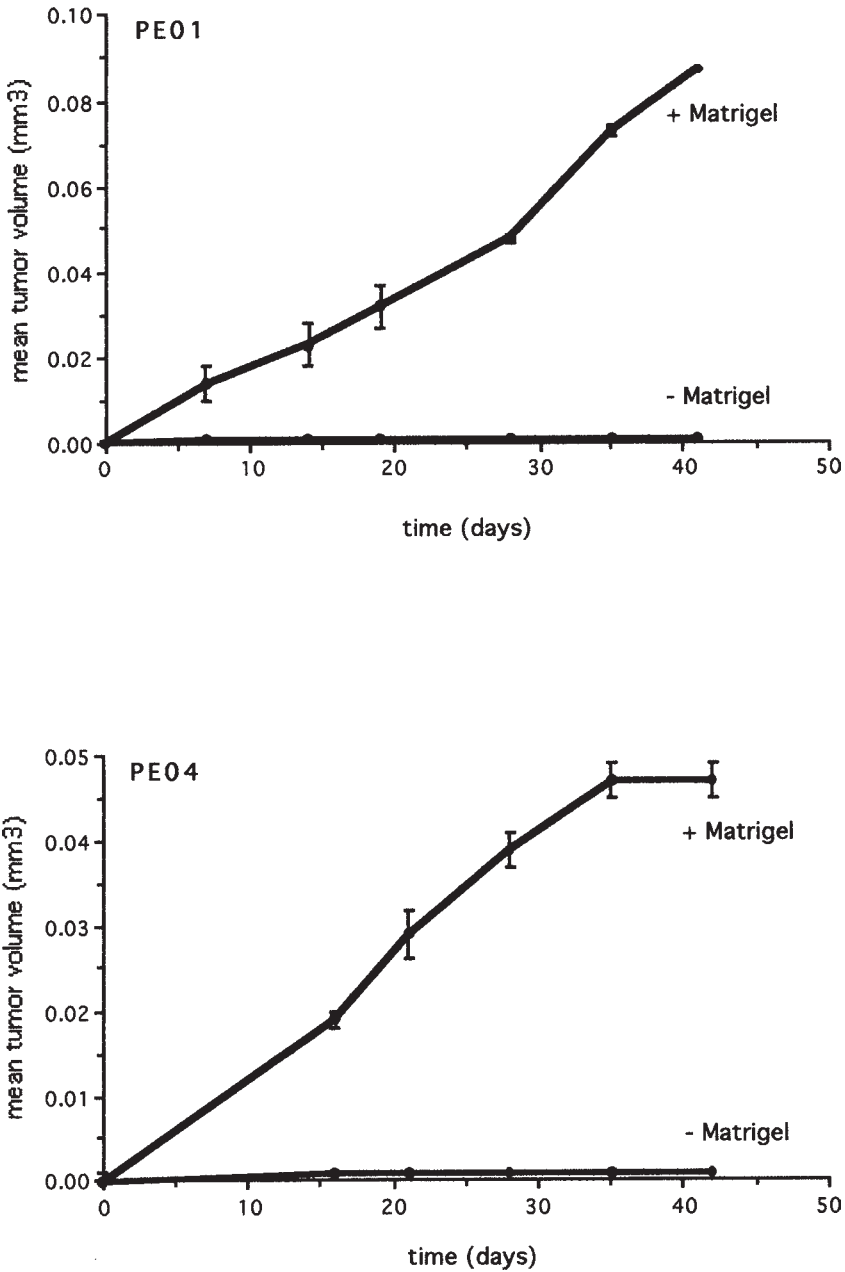 PE01
0.10
0.08
0.06
0.04
0.02
0.00
mean tumor volume (mm3)
+ Matrigel
- Matrigel
0 10 20 30 40 50
time (days)
PE04
0.05
0.04
0.03
0.02
0.01
0.00
mean tumor volume (mm3)
+ Matrigel
- Matrigel
0 10 20 30 40 50
time (days)